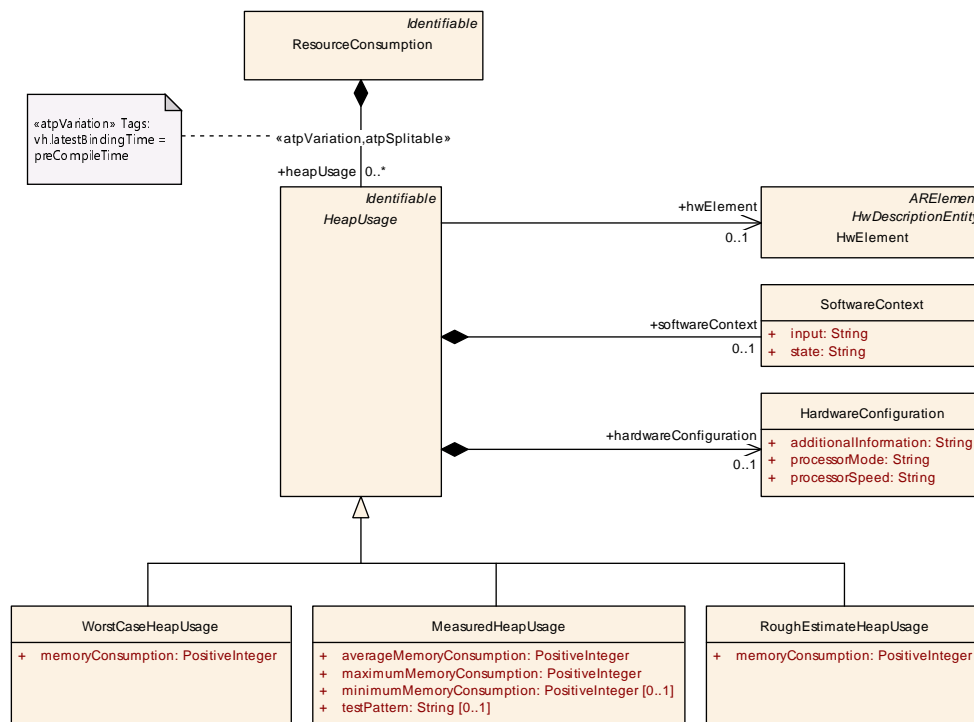 Identifiable
ResourceConsumption
«atpVariation» Tags:
vh.latestBindingTime =
preCompileTime
«atpVariation,atpSplitable»
+heapUsage 0..*
Identifiable
HeapUsage
+hwElement
0..1
ARElemen
HwDescriptionEntity
HwElement
+softwareContext
0..1
SoftwareContext
+ input: String
+ state: String
+hardwareConfiguration
0..1
HardwareConfiguration
+ additionalInformation: String
+ processorMode: String
+ processorSpeed: String
WorstCaseHeapUsage
+ memoryConsumption: PositiveInteger
MeasuredHeapUsage
+ averageMemoryConsumption: PositiveInteger
+ maximumMemoryConsumption: PositiveInteger
+ minimumMemoryConsumption: PositiveInteger [0..1]
+ testPattern: String [0..1]
RoughEstimateHeapUsage
+ memoryConsumption: PositiveInteger